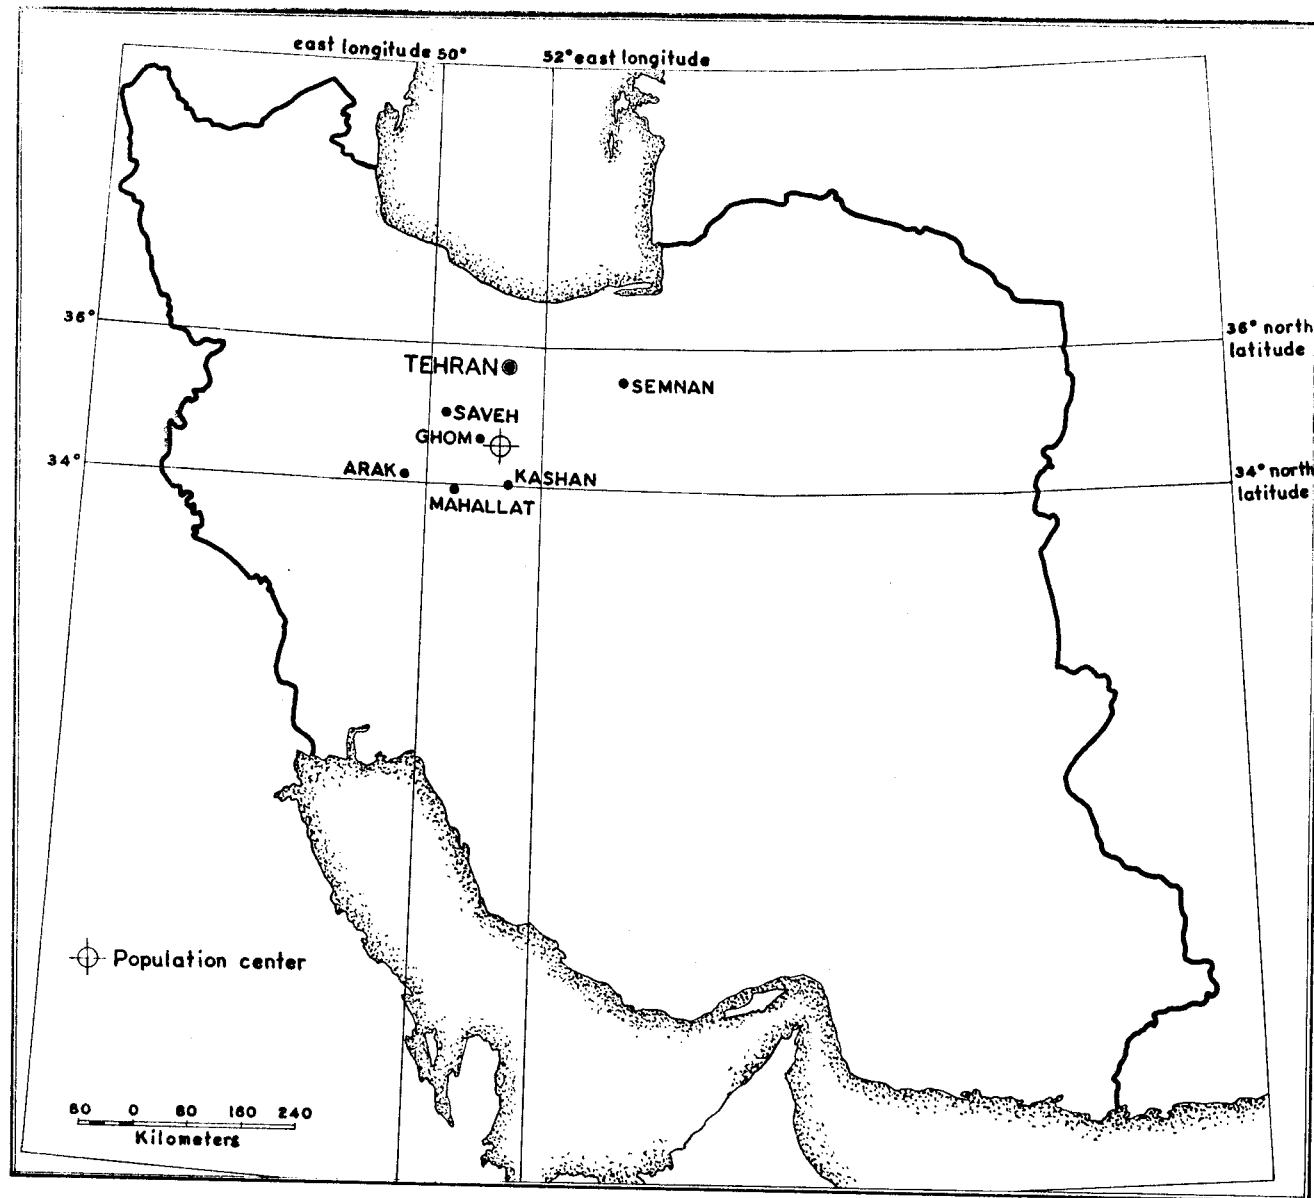 east longitude 50°
52° east longitude
36°
36° north
latitude
TEHRAN
SEMNAN
SAVEH
GHOM
34°
ARAK
KASHAN
34° north
latitude
MAHALLAT
Population center
80 0 80 160 240
Kilometers